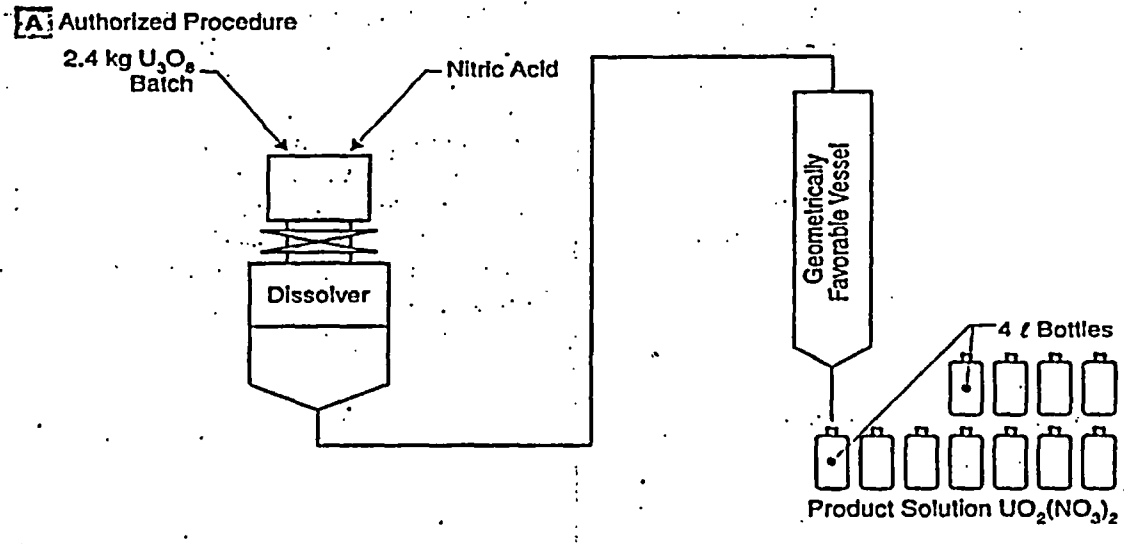 A Authorized Procedure
2.4 kg U₃O₈
Batch
Nitric Acid
Dissolver
Geometrically
Favorable Vessel
4 ℓ Bottles
Product Solution UO₂(NO₃)₂